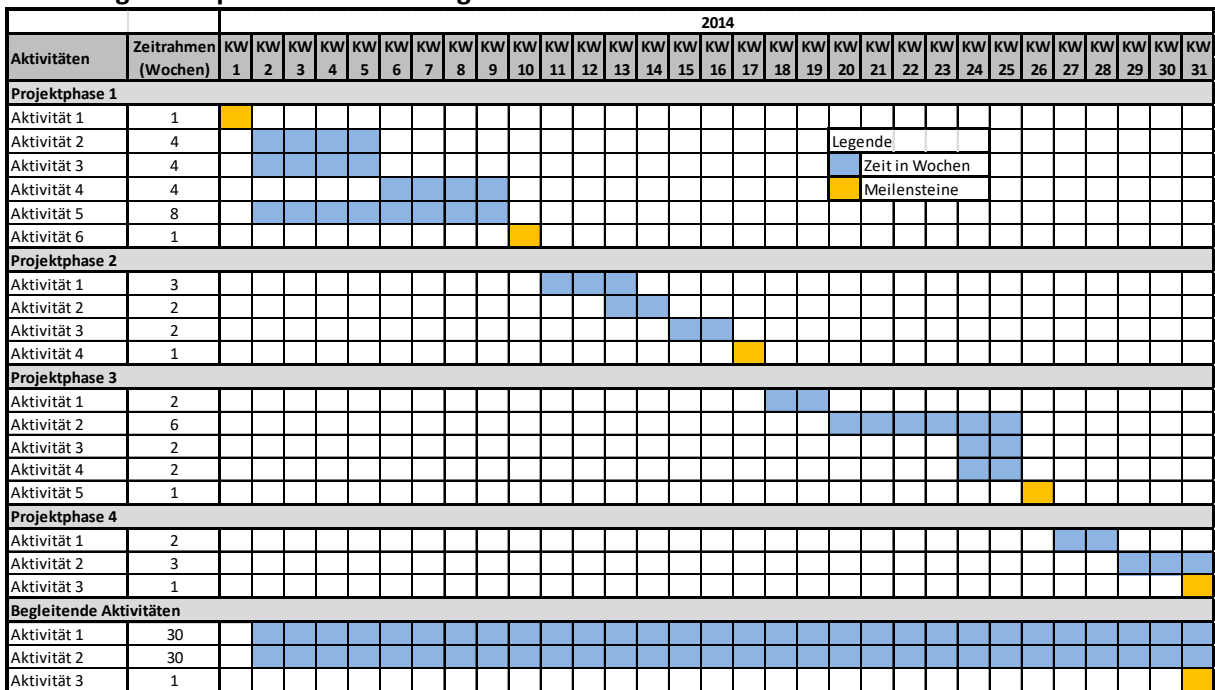 2014
Aktivitäten Zeitrahmen (Wochen) KW 1 KW 2 KW 3 KW 4 KW 5 KW 6 KW 7 KW 8 KW 9 KW 10 KW 11 KW 12 KW 13 KW 14 KW 15 KW 16 KW 17 KW 18 KW 19 KW 20 KW 21 KW 22 KW 23 KW 24 KW 25 KW 26 KW 27 KW 28 KW 29 KW 30 KW 31
Projektphase 1
Aktivität 1 1
Aktivität 2 4 Legende
Aktivität 3 4 Zeit in Wochen
Aktivität 4 4 Meilensteine
Aktivität 5 8
Aktivität 6 1
Projektphase 2
Aktivität 1 3
Aktivität 2 2
Aktivität 3 2
Aktivität 4 1
Projektphase 3
Aktivität 1 2
Aktivität 2 6
Aktivität 3 2
Aktivität 4 2
Aktivität 5 1
Projektphase 4
Aktivität 1 2
Aktivität 2 3
Aktivität 3 1
Begleitende Aktivitäten
Aktivität 1 30
Aktivität 2 30
Aktivität 3 1